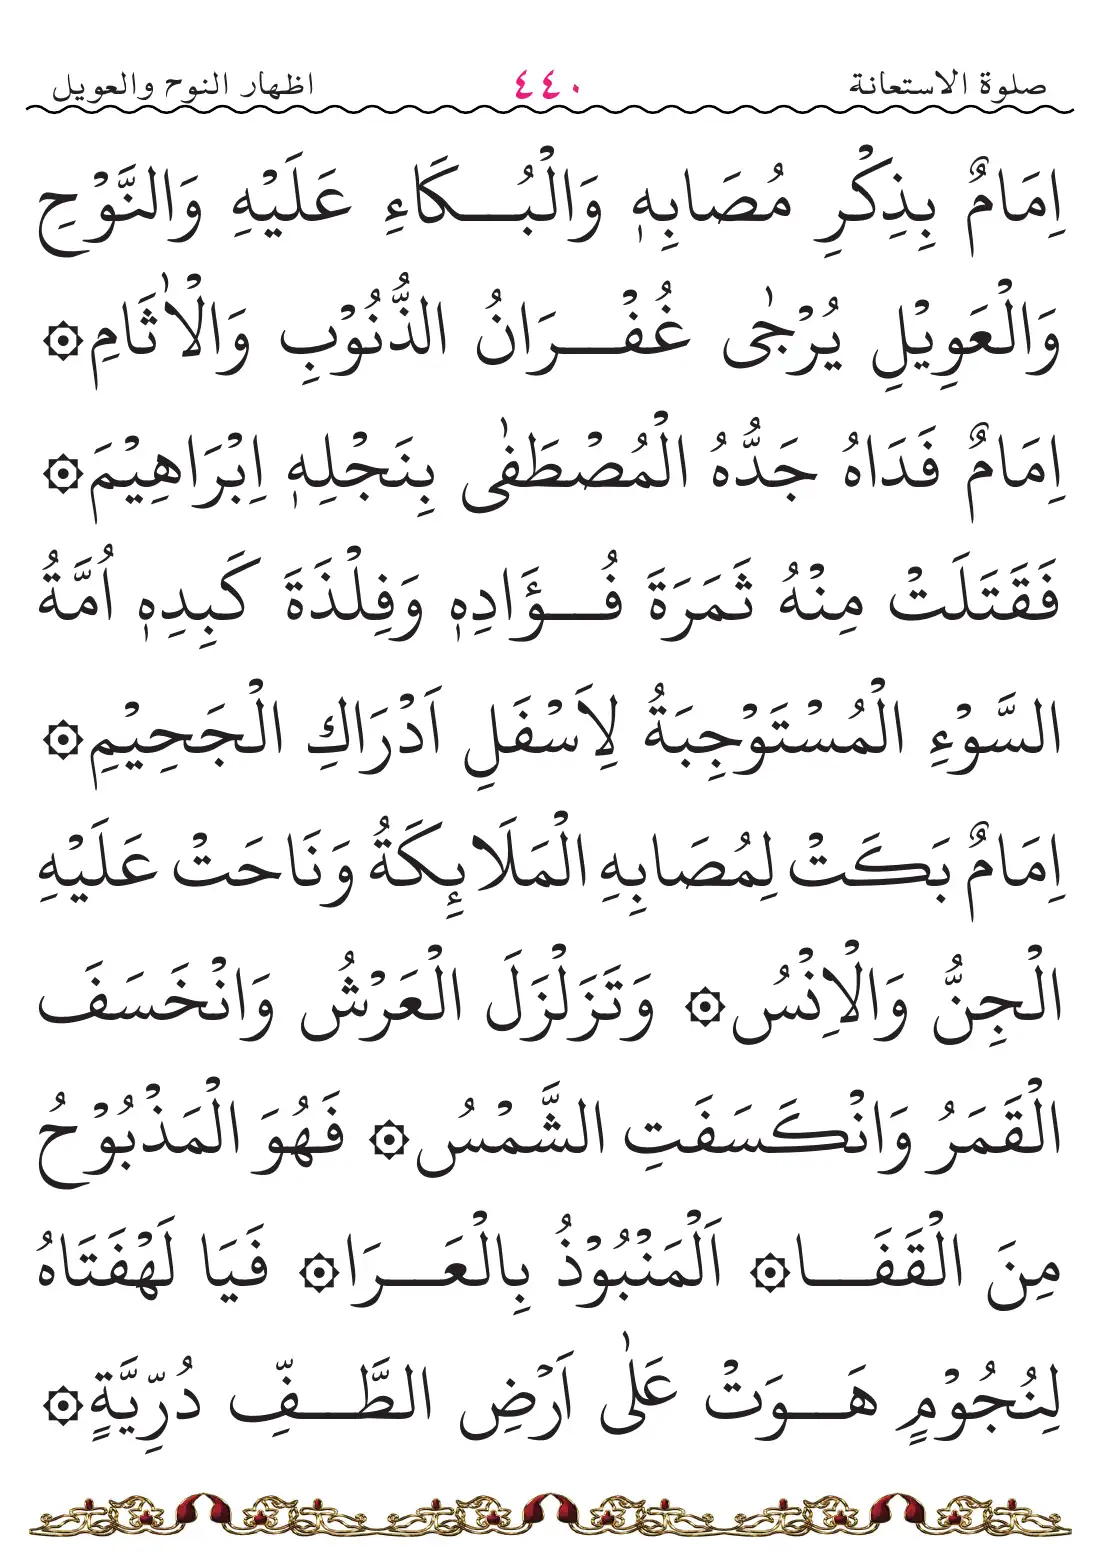 صلوة الاستعانة ٤٤٠ اظهار النوح والعويل
اِمَامٌ بِذِكْرِ مُصَابِهٖ وَالْبُكَاءِ عَلَيْهِ وَالنَّوْحِ
وَالْعَوِيْلِ يُرْجٰى غُفْرَانُ الذُّنُوْبِ وَالْاٰثَامِ۞
اِمَامٌ فَدَاهُ جَدُّهُ الْمُصْطَفٰى بِنَجْلِهٖ اِبْرَاهِيْمَ۞
فَقَتَلَتْ مِنْهُ ثَمَرَةَ فُؤَادِهٖ وَفِلْذَةَ كَبِدِهٖ اُمَّةُ
السَّوْءِ الْمُسْتَوْجِبَةُ لِاَسْفَلِ اَدْرَاكِ الْجَحِيْمِ۞
اِمَامٌ بَكَتْ لِمُصَابِهِ الْمَلَائِكَةُ وَنَاحَتْ عَلَيْهِ
الْجِنُّ وَالْاِنْسُ۞ وَتَزَلْزَلَ الْعَرْشُ وَانْخَسَفَ
الْقَمَرُ وَانْكَسَفَتِ الشَّمْسُ۞ فَهُوَ الْمَذْبُوْحُ
مِنَ الْقَفَا۞ اَلْمَنْبُوْذُ بِالْعَرَا۞ فَيَا لَهْفَتَاهُ
لِنُجُوْمٍ هَوَتْ عَلٰى اَرْضِ الطَّفِّ دُرِّيَّةٍ۞